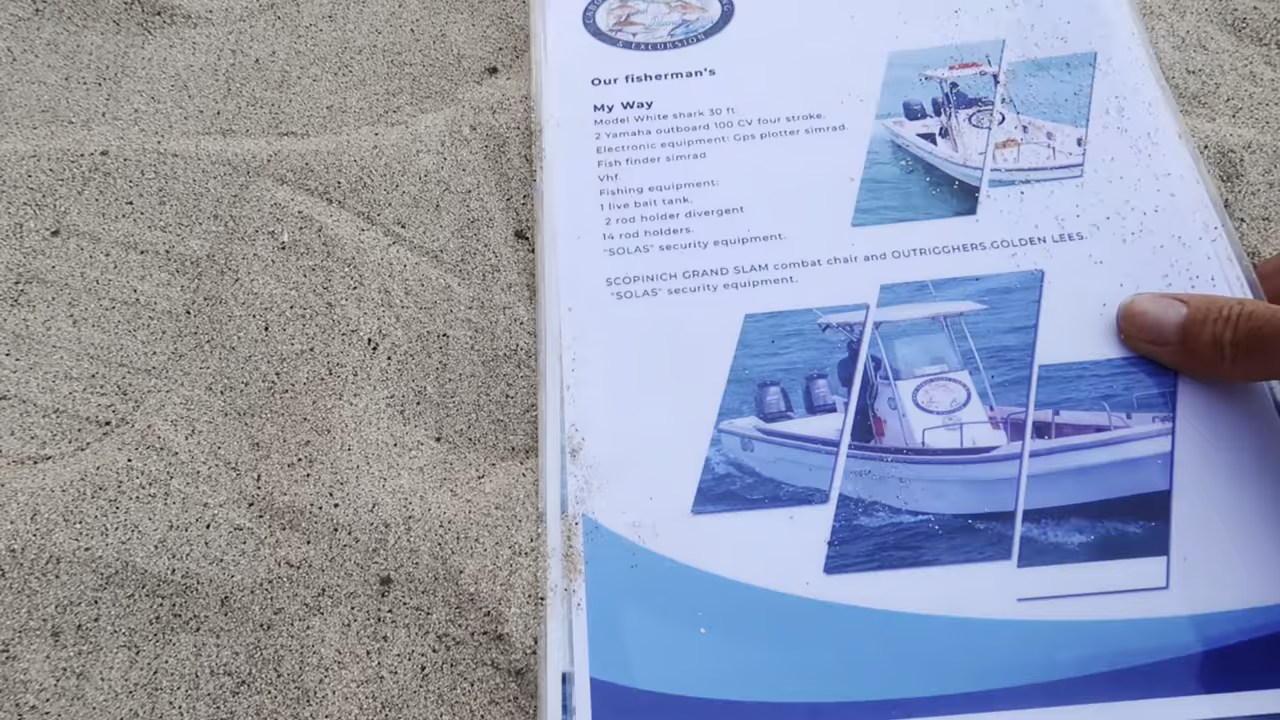 & EXCURSION
Our fisherman's
My Way
Model White shark 30 ft.
2 Yamaha outboard 100 CV four stroke.
Electronic equipment: Gps plotter simrad.
Fish finder simrad
Vhf.
Fishing equipment:
1 live bait tank.
2 rod holder divergent
14 rod holders.
"SOLAS" security equipment.
SCOPINICH GRAND SLAM combat chair and OUTRIGGHERS.GOLDEN LEES.
"SOLAS" security equipment.